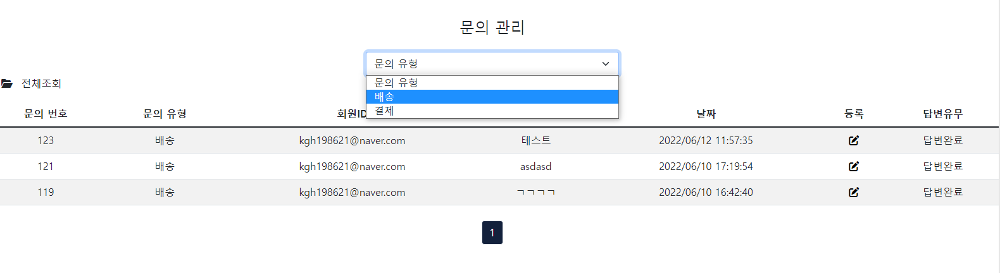 문의 관리
문의 유형
문의 유형
배송
결제
전체조회
문의 번호 문의 유형 회원ID 날짜 등록 답변유무
123 배송 kgh198621@naver.com 테스트 2022/06/12 11:57:35 답변완료
121 배송 kgh198621@naver.com asdasd 2022/06/10 17:19:54 답변완료
119 배송 kgh198621@naver.com ㄱㄱㄱㄱ 2022/06/10 16:42:40 답변완료
1